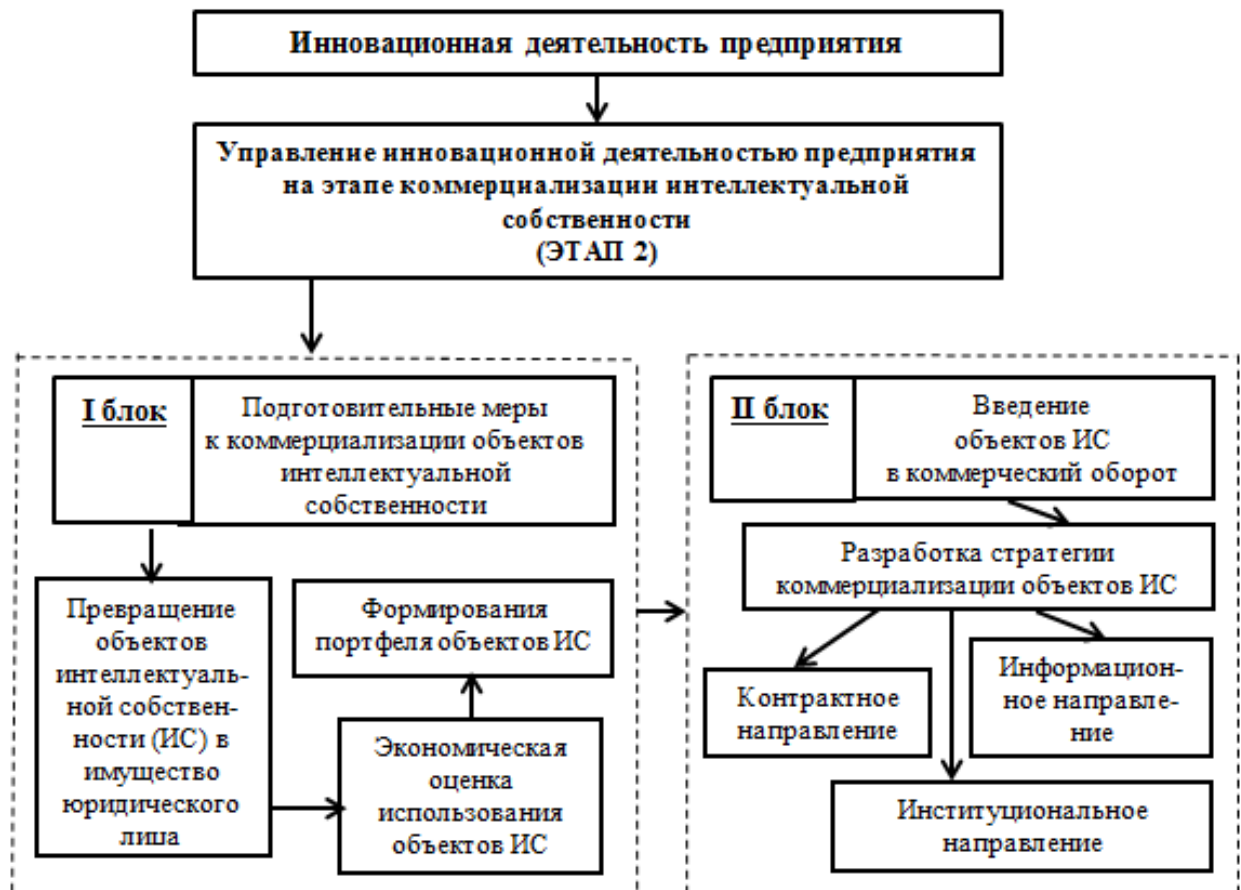 Инновационная деятельность предприятия
Управление инновационной деятельностью предприятия
на этапе коммерциализации интеллектуальной
собственности
(ЭТАП 2)
I блок
Подготовительные меры
к коммерциализации объектов
интеллектуальной
собственности
Превращение
объектов
интеллектуаль-
ной собствен-
ности (ИС) в
имущество
юридического
лица
Формирования
портфеля объектов ИС
Экономическая
оценка
использования
объектов ИС
II блок
Введение
объектов ИС
в коммерческий оборот
Разработка стратегии
коммерциализации объектов ИС
Контрактное
направление
Информацион-
ное направле-
ние
Институциональное
направление